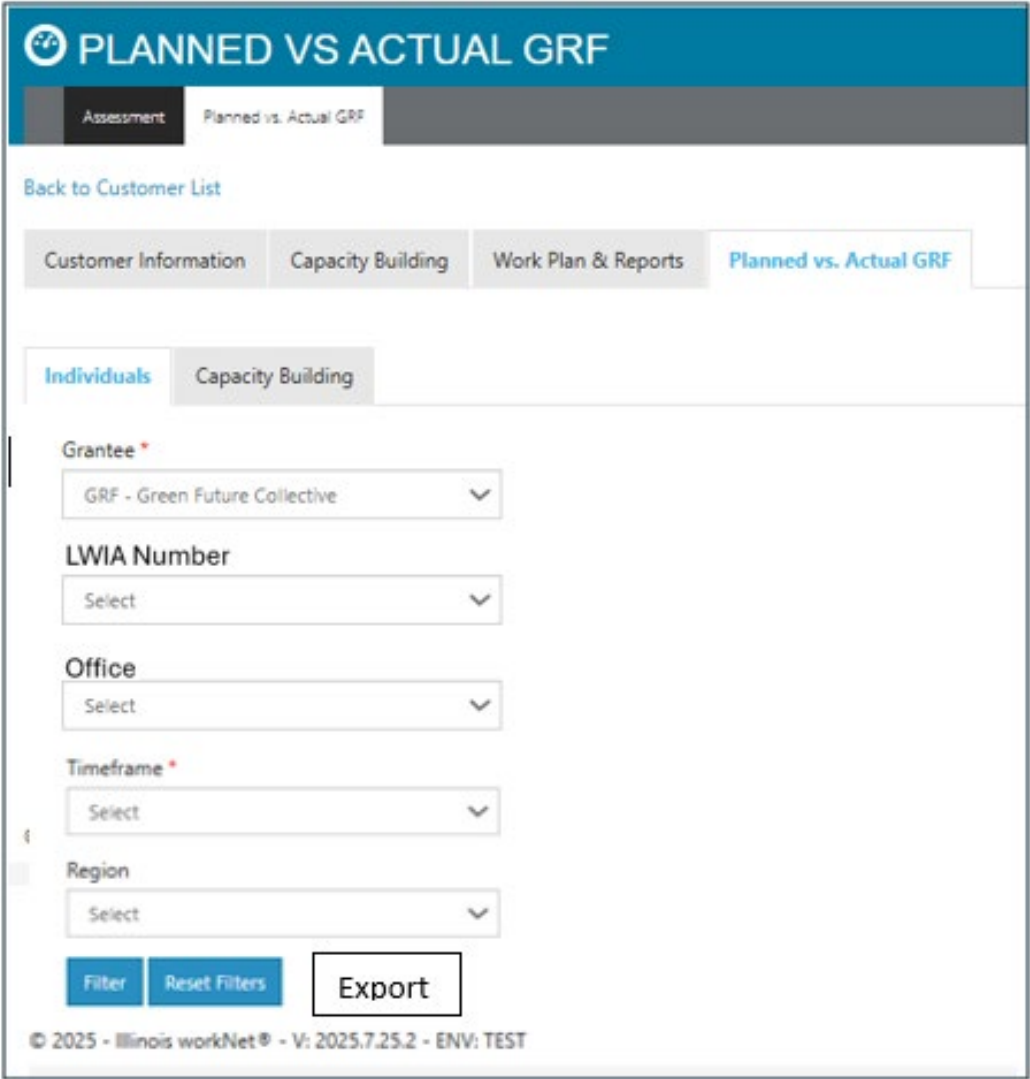 PLANNED VS ACTUAL GRF
Assessment Planned vs. Actual GRF
Back to Customer List
Customer Information Capacity Building Work Plan & Reports Planned vs. Actual GRF
Individuals Capacity Building
Grantee *
GRF - Green Future Collective
LWIA Number
Select
Office
Select
Timeframe *
Select
Region
Select
Filter Reset Filters Export
© 2025 - Illinois workNet® - V: 2025.7.25.2 - ENV: TEST